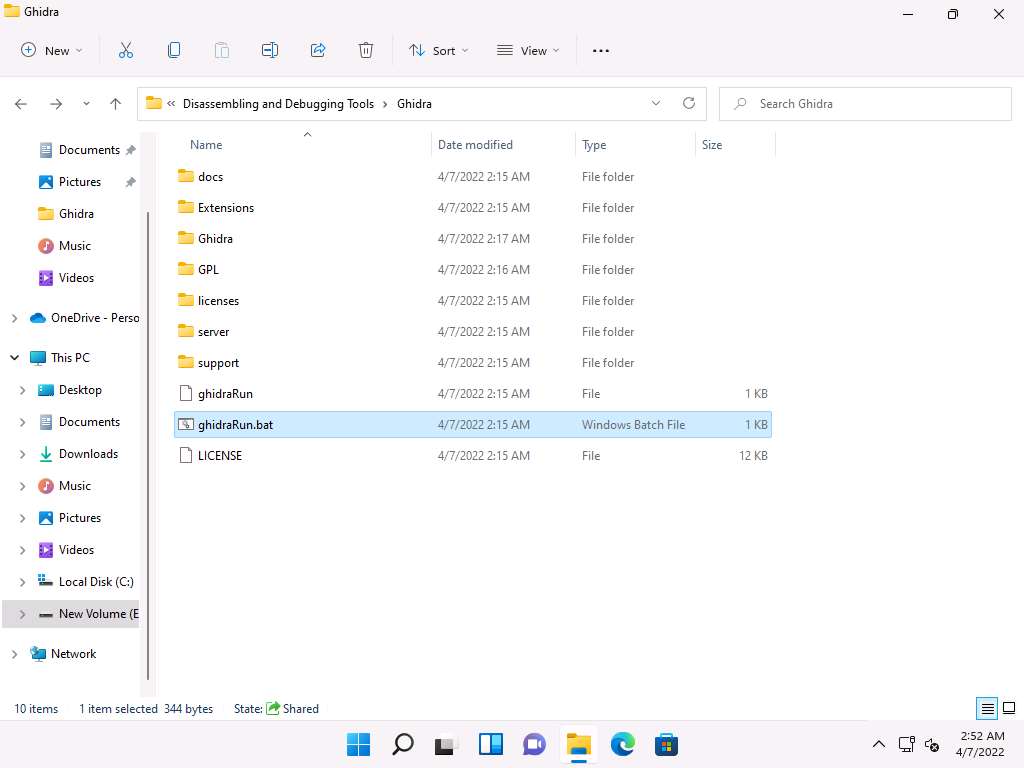 Ghidra
New
Sort
View
« Disassembling and Debugging Tools > Ghidra
Search Ghidra
Name Date modified Type Size
Documents
Pictures
Ghidra
Music
Videos
OneDrive - Perso
This PC
Desktop
Documents
Downloads
Music
Pictures
Videos
Local Disk (C:)
New Volume (E
Network
docs 4/7/2022 2:15 AM File folder
Extensions 4/7/2022 2:15 AM File folder
Ghidra 4/7/2022 2:17 AM File folder
GPL 4/7/2022 2:16 AM File folder
licenses 4/7/2022 2:15 AM File folder
server 4/7/2022 2:15 AM File folder
support 4/7/2022 2:15 AM File folder
ghidraRun 4/7/2022 2:15 AM File 1 KB
ghidraRun.bat 4/7/2022 2:15 AM Windows Batch File 1 KB
LICENSE 4/7/2022 2:15 AM File 12 KB
10 items 1 item selected 344 bytes State: Shared
2:52 AM
4/7/2022